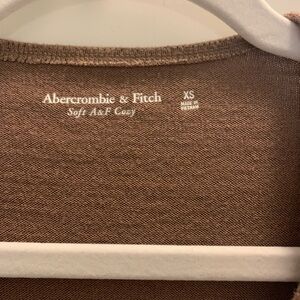 Abercrombie & Fitch
Soft A&F Cozy
XS
MADE IN
VIETNAM